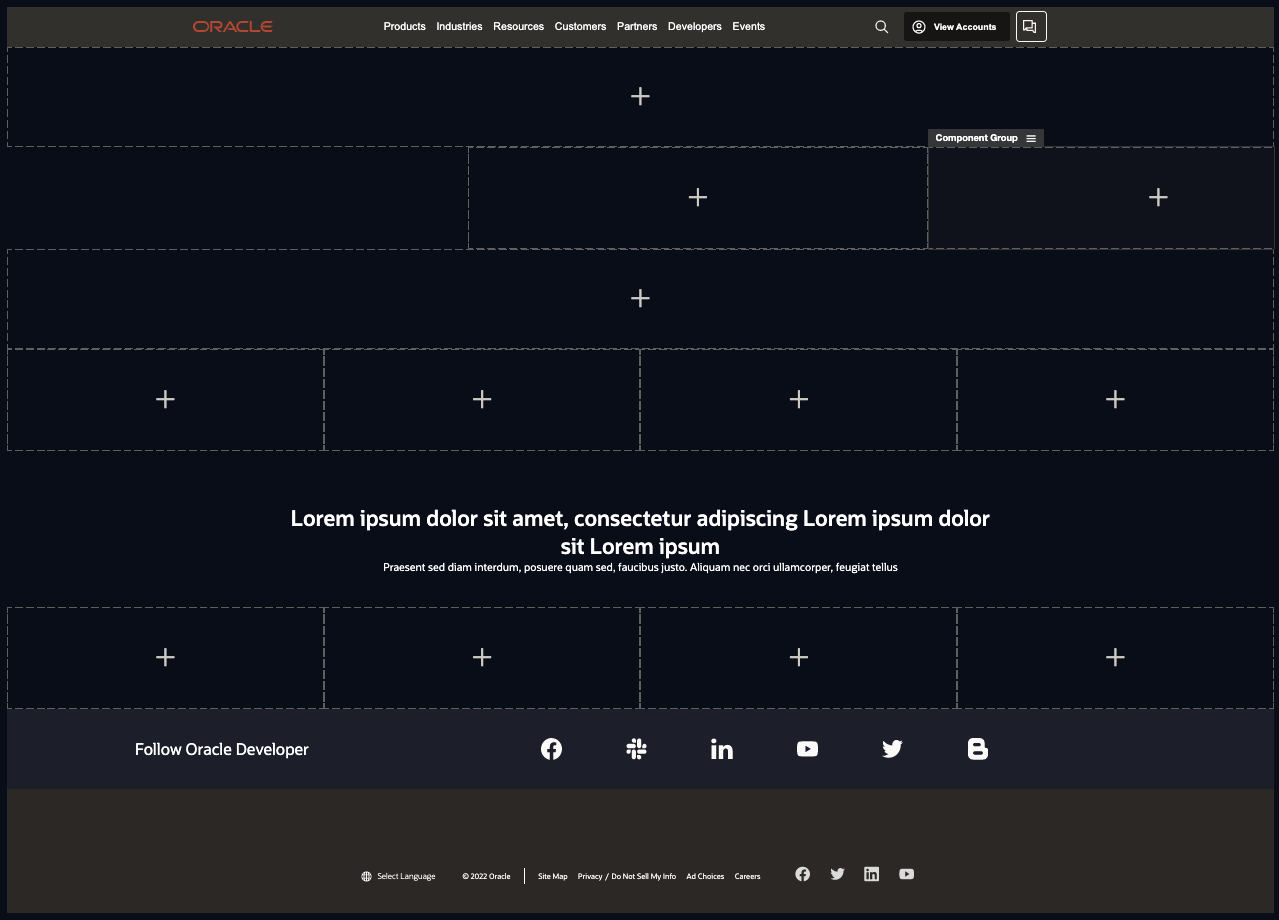 ORACLE
Products Industries Resources Customers Partners Developers Events
View Accounts
Component Group
Lorem ipsum dolor sit amet, consectetur adipiscing Lorem ipsum dolor
sit Lorem ipsum
Praesent sed diam interdum, posuere quam sed, faucibus justo. Aliquam nec orci ullamcorper, feugiat tellus
Follow Oracle Developer
Select Language © 2022 Oracle Site Map Privacy / Do Not Sell My Info Ad Choices Careers